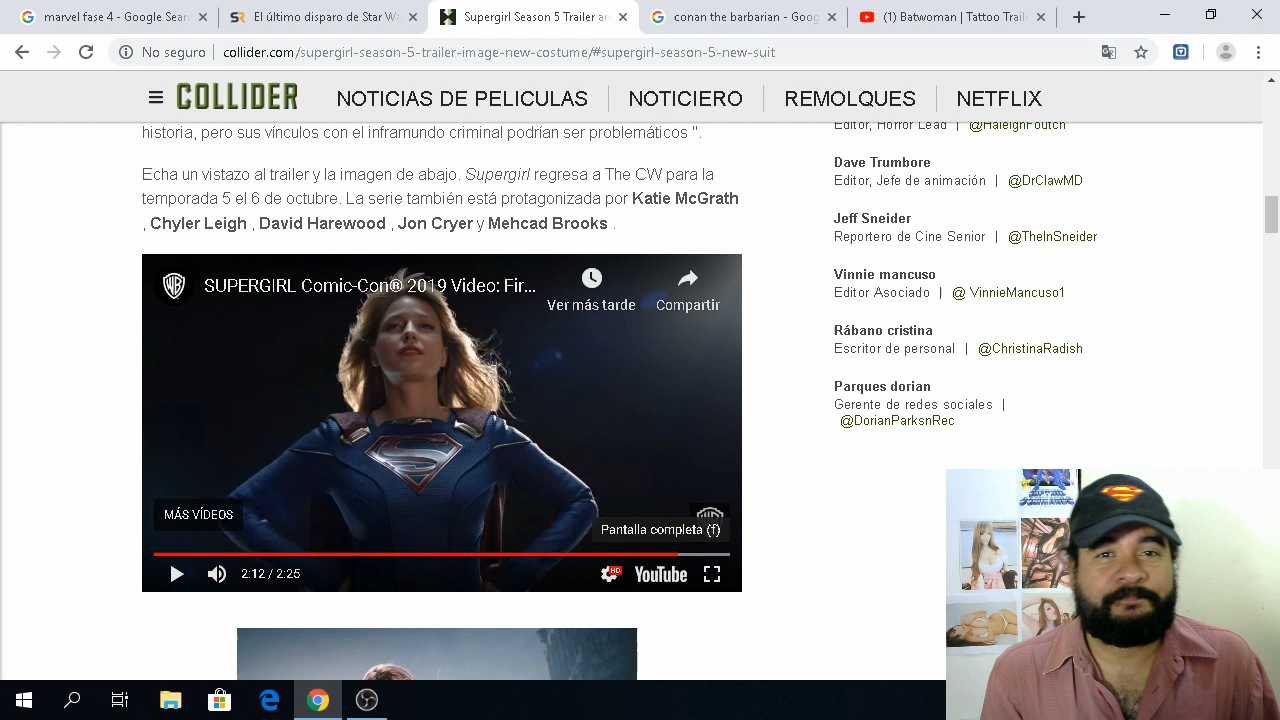 marvel fase 4 - Google Sear
El último disparo de Star We
Supergirl Season 5 Trailer an
conan the barbarian - Goog
(1) Batwoman | Tattoo Traile
No seguro
collider.com/supergirl-season-5-trailer-image-new-costume/#supergirl-season-5-new-suit
COLLIDER
NOTICIAS DE PELICULAS
NOTICIERO
REMOLQUES
NETFLIX
historia, pero sus vínculos con el inframundo criminal podrían ser problemáticos ".
Echa un vistazo al trailer y la imagen de abajo. Supergirl regresa a The CW para la
temporada 5 el 6 de octubre. La serie también está protagonizada por Katie McGrath
, Chyler Leigh , David Harewood , Jon Cryer y Mehcad Brooks .
SUPERGIRL Comic-Con® 2019 Video: Fir...
Ver más tarde
Compartir
MÁS VÍDEOS
Pantalla completa (f)
2:12 / 2:25
HD
YouTube
Editor, Horror Lead | @HaleighFoutch
Dave Trumbore
Editor, Jefe de animación | @DrClawMD
Jeff Sneider
Reportero de Cine Senior | @TheInSneider
Vinnie mancuso
Editor Asociado | @ VinnieMancuso1
Rábano cristina
Escritor de personal | @ChristinaRadish
Parques dorian
Gerente de redes sociales |
@DorianParksnRec